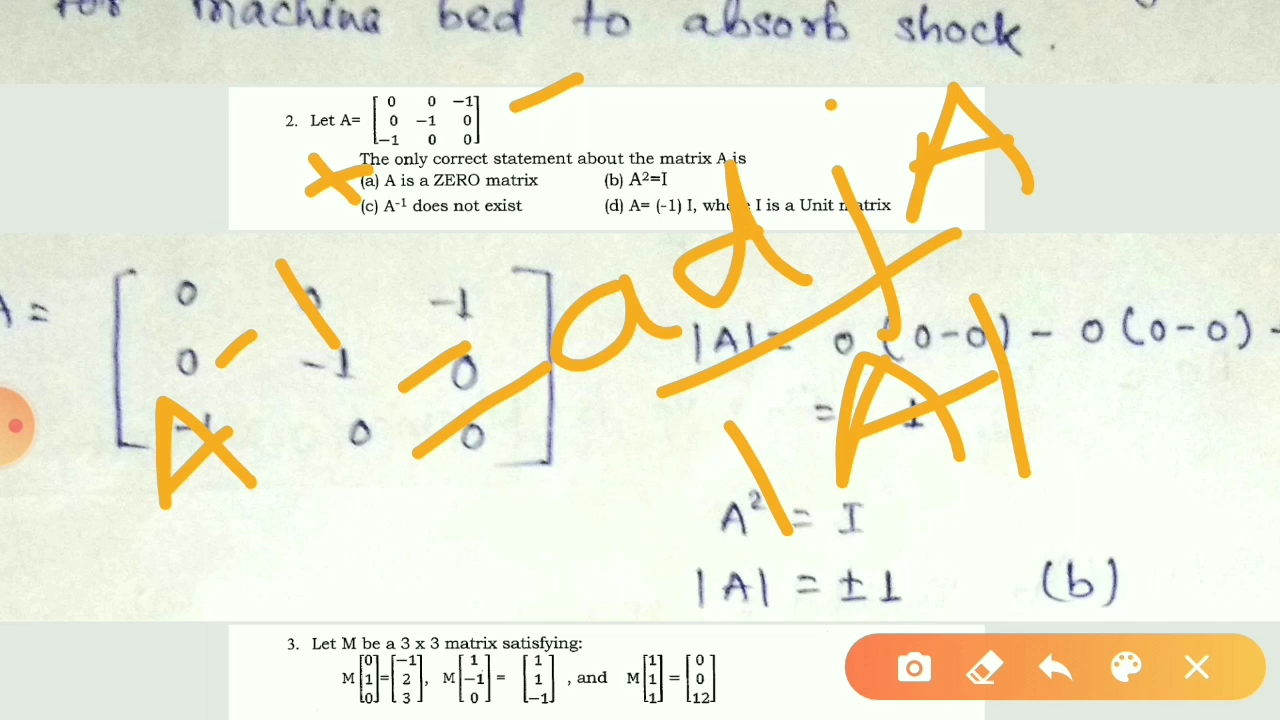 for machine bed to absorb shock.
2. Let A= [ 0 0 −1
0 −1 0
−1 0 0 ]
The only correct statement about the matrix A is
(a) A is a ZERO matrix (b) A²=I
(c) A⁻¹ does not exist (d) A= (-1) I, where I is a Unit matrix
A = [ 0 0 -1
0 -1 0
-1 0 0 ]
|A| = 0 (0-0) - 0 (0-0) -
= 1
A² = I
|A| = ±1 (b)
A⁻¹ = adj A
|A|
3. Let M be a 3 x 3 matrix satisfying:
M [0 1 0] = [−1 2 3], M [1 −1 0] = [1 1 −1], and M [1 1 1] = [0 0 12]